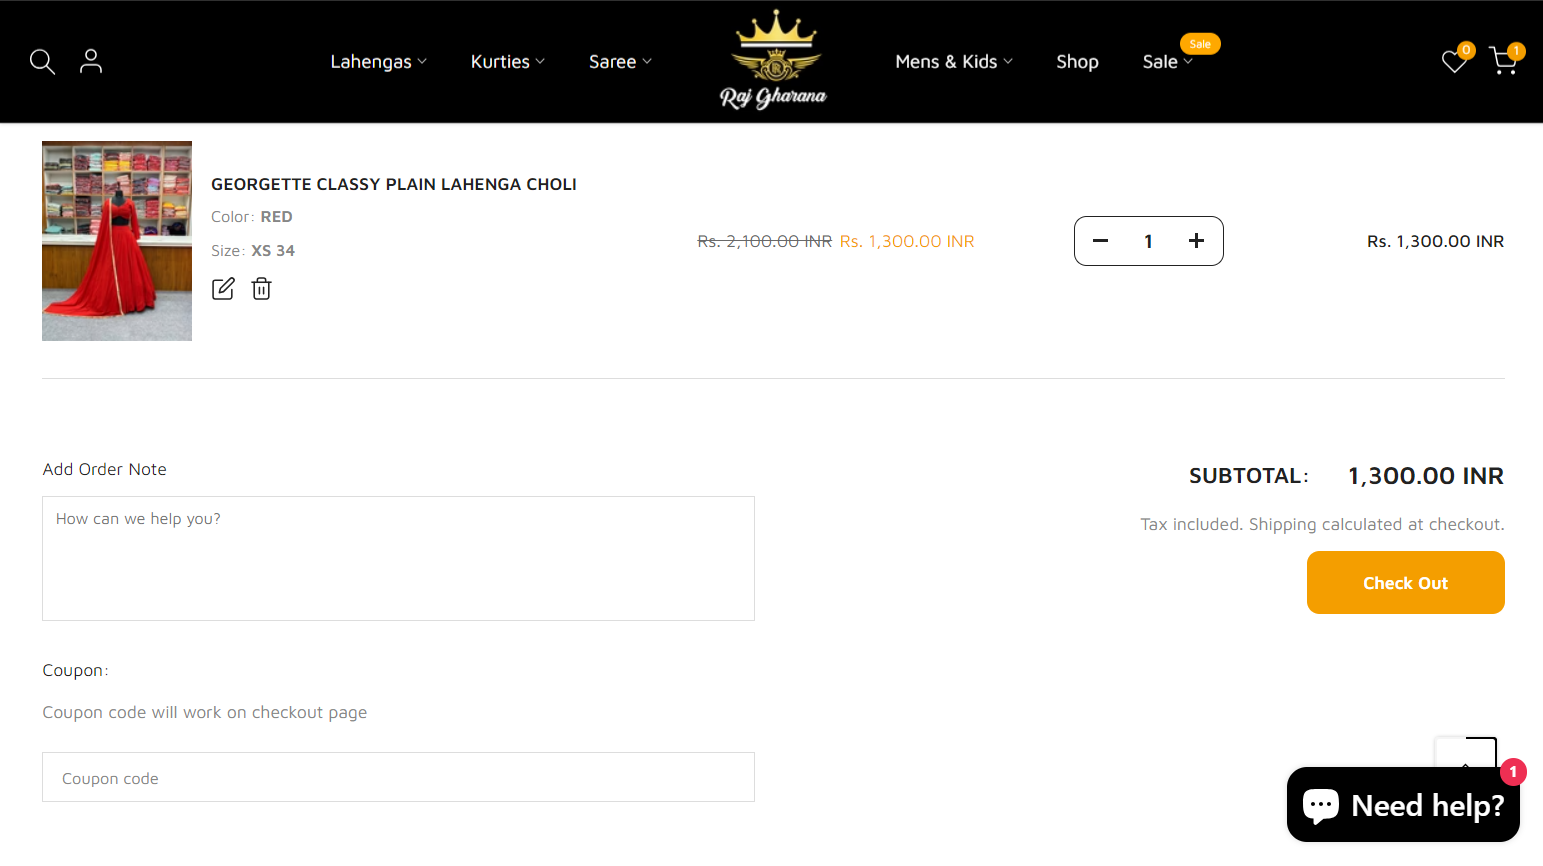 Lahengas
Kurties
Saree
Raj Gharana
Mens & Kids
Shop
Sale
Sale
0
1
GEORGETTE CLASSY PLAIN LAHENGA CHOLI
Color: RED
Size: XS 34
Rs. 2,100.00 INR Rs. 1,300.00 INR
1
Rs. 1,300.00 INR
Add Order Note
How can we help you?
SUBTOTAL: 1,300.00 INR
Tax included. Shipping calculated at checkout.
Check Out
Coupon:
Coupon code will work on checkout page
Coupon code
1
Need help?